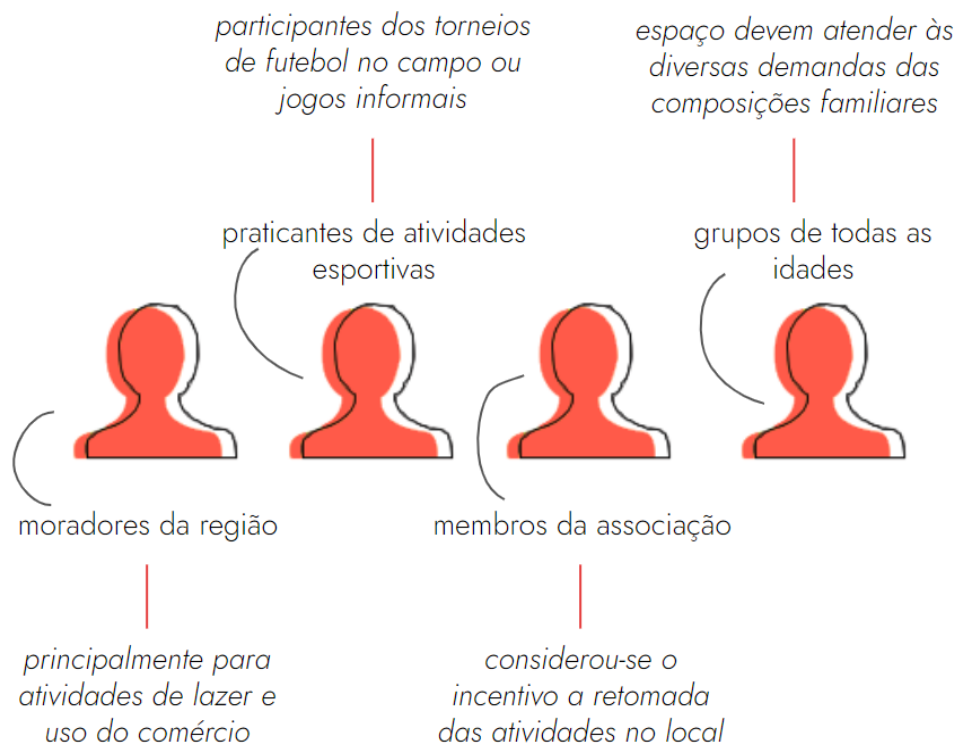 participantes dos torneios
de futebol no campo ou
jogos informais
praticantes de atividades
esportivas
espaço devem atender às
diversas demandas das
composições familiares
grupos de todas as
idades
moradores da região
principalmente para
atividades de lazer e
uso do comércio
membros da associação
considerou-se o
incentivo a retomada
das atividades no local